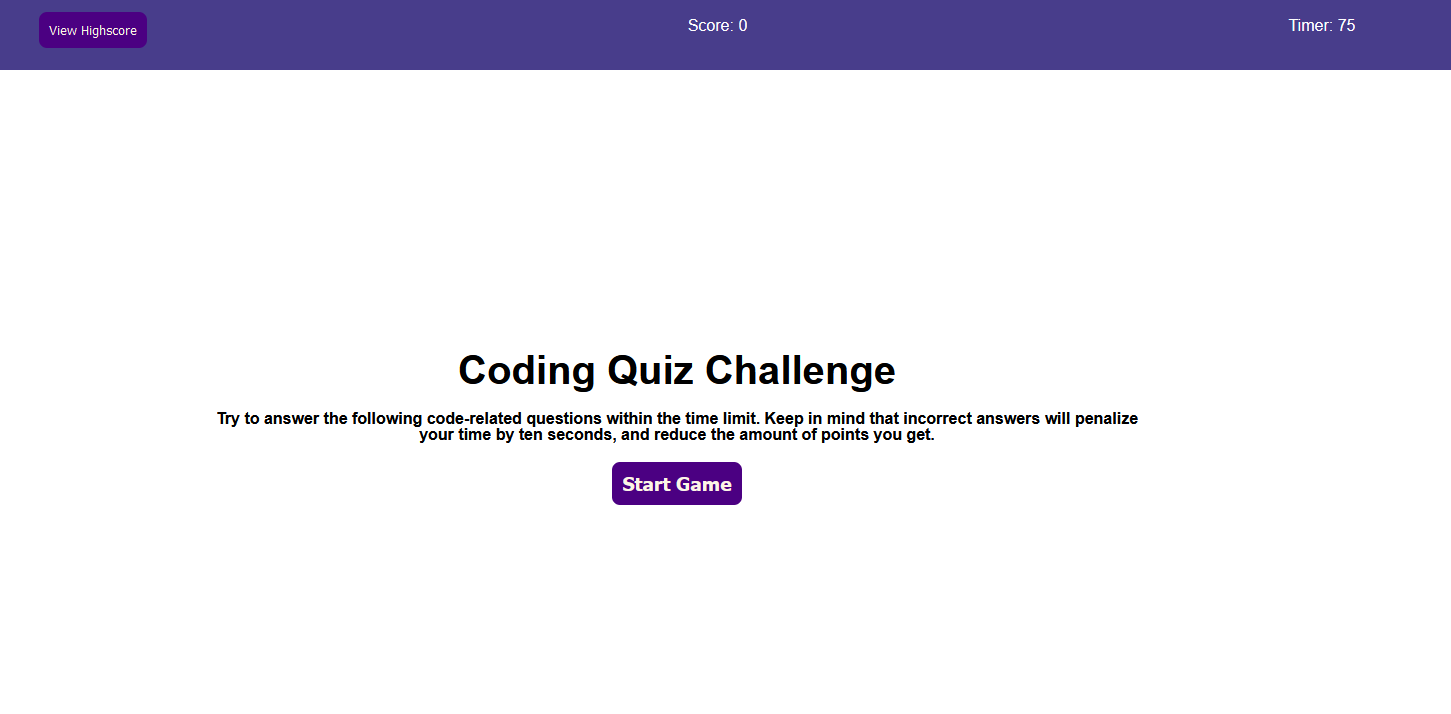 View Highscore
Score: 0
Timer: 75
Coding Quiz Challenge
Try to answer the following code-related questions within the time limit. Keep in mind that incorrect answers will penalize
your time by ten seconds, and reduce the amount of points you get.
Start Game